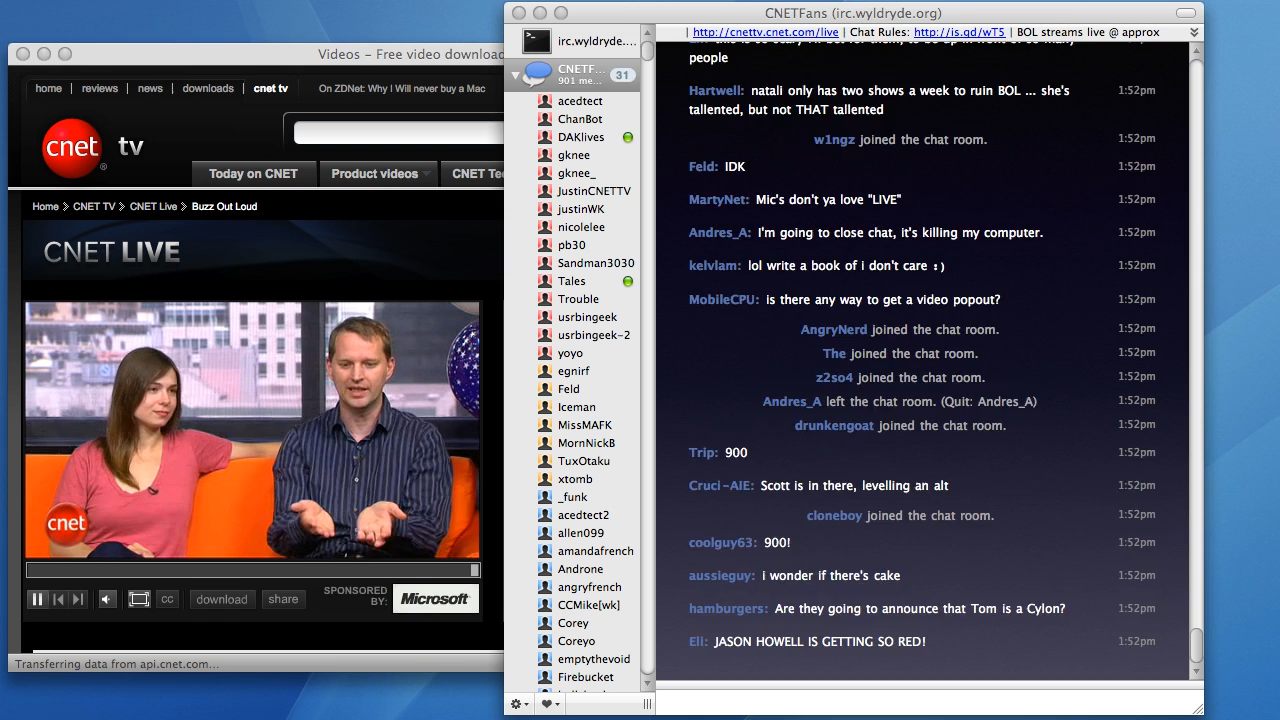 CNETFans (irc.wyldryde.org)
| http://cnettv.cnet.com/live | Chat Rules: http://is.gd/wT5 | BOL streams live @ approx
irc.wyldryde....
CNETF... 31
901 me...
acedtect
ChanBot
DAKlives
gknee
gknee_
JustinCNETTV
justinWK
nicolelee
pb30
Sandman3030
Tales
Trouble
usrbingeek
usrbingeek-2
yoyo
egnirf
Feld
Iceman
MissMAFK
MornNickB
TuxOtaku
xtomb
_funk
acedtect2
allen099
amandafrench
Androne
angryfrench
CCMike[wk]
Corey
Coreyo
emptythevoid
Firebucket
people
Hartwell: natali only has two shows a week to ruin BOL ... she's 1:52pm
tallented, but not THAT tallented
w1ngz joined the chat room. 1:52pm
Feld: IDK 1:52pm
MartyNet: Mic's don't ya love "LIVE" 1:52pm
Andres_A: I'm going to close chat, it's killing my computer. 1:52pm
kelvlam: lol write a book of i don't care :) 1:52pm
MobileCPU: is there any way to get a video popout? 1:52pm
AngryNerd joined the chat room. 1:52pm
The joined the chat room. 1:52pm
z2so4 joined the chat room. 1:52pm
Andres_A left the chat room. (Quit: Andres_A) 1:52pm
drunkengoat joined the chat room. 1:52pm
Trip: 900 1:52pm
Cruci-AIE: Scott is in there, levelling an alt 1:52pm
cloneboy joined the chat room. 1:52pm
coolguy63: 900! 1:52pm
aussieguy: i wonder if there's cake 1:52pm
hamburgers: Are they going to announce that Tom is a Cylon? 1:52pm
Eli: JASON HOWELL IS GETTING SO RED! 1:52pm
Videos – Free video download
home | reviews | news | downloads | cnet tv On ZDNet: Why I Will never buy a Mac
cnet tv
Today on CNET Product videos CNET Te
Home > CNET TV > CNET Live > Buzz Out Loud
CNET LIVE
cnet
cc download share SPONSORED BY: Microsoft
Transferring data from api.cnet.com...